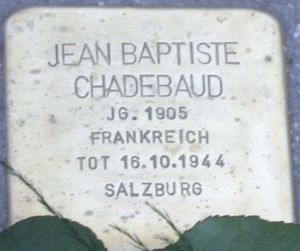 JEAN BAPTISTE
CHADEBAUD
JG. 1905
FRANKREICH
TOT 16.10.1944
SALZBURG